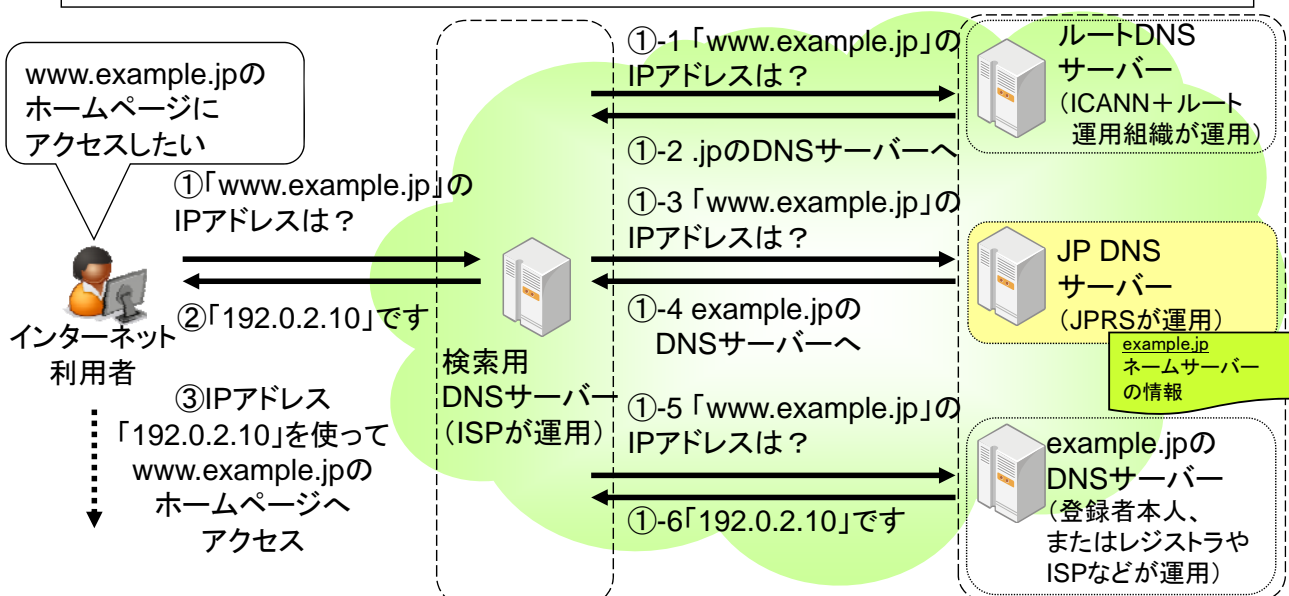 www.example.jpの
ホームページに
アクセスしたい
①「www.example.jp」の
IPアドレスは？
②「192.0.2.10」です
インターネット
利用者
③IPアドレス
「192.0.2.10」を使って
www.example.jpの
ホームページへ
アクセス
検索用
DNSサーバー
（ISPが運用）
①-1 「www.example.jp」の
IPアドレスは？
①-2 .jpのDNSサーバーへ
①-3 「www.example.jp」の
IPアドレスは？
①-4 example.jpの
DNSサーバーへ
①-5 「www.example.jp」の
IPアドレスは？
①-6「192.0.2.10」です
ルートDNS
サーバー
（ICANN＋ルート
運用組織が運用）
JP DNS
サーバー
（JPRSが運用）
example.jp
ネームサーバー
の情報
example.jpの
DNSサーバー
（登録者本人、
またはレジストラや
ISPなどが運用）